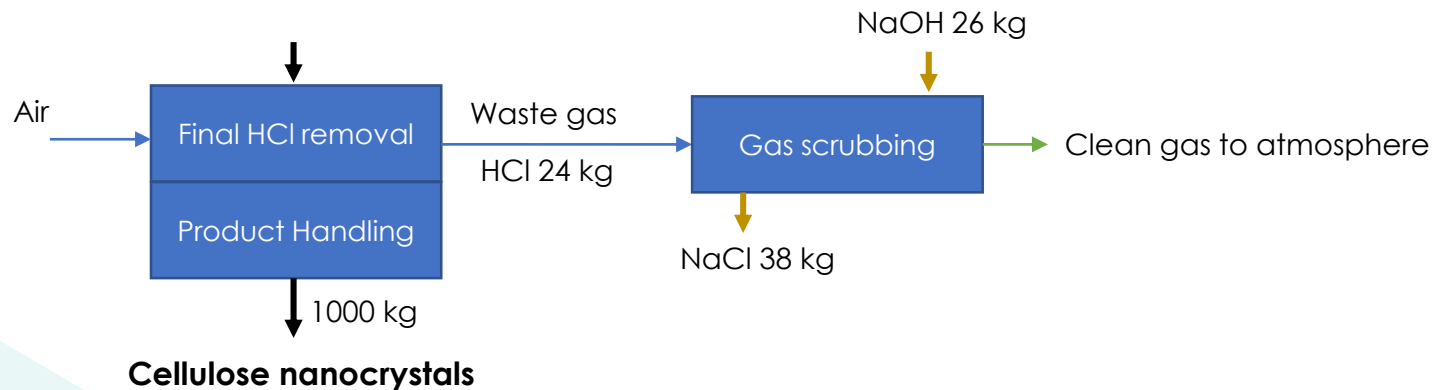 NaOH 26 kg
Air
Final HCl removal
Waste gas
HCl 24 kg
Gas scrubbing
Clean gas to atmosphere
Product Handling
NaCl 38 kg
1000 kg
Cellulose nanocrystals